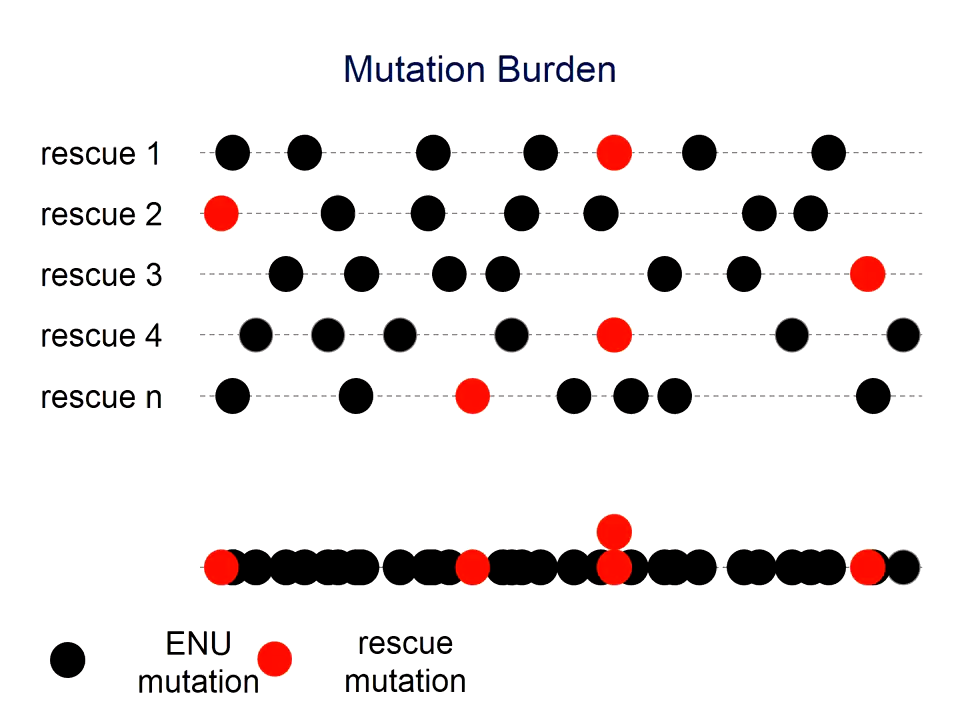 Mutation Burden
rescue 1
rescue 2
rescue 3
rescue 4
rescue n
ENU
mutation
rescue
mutation